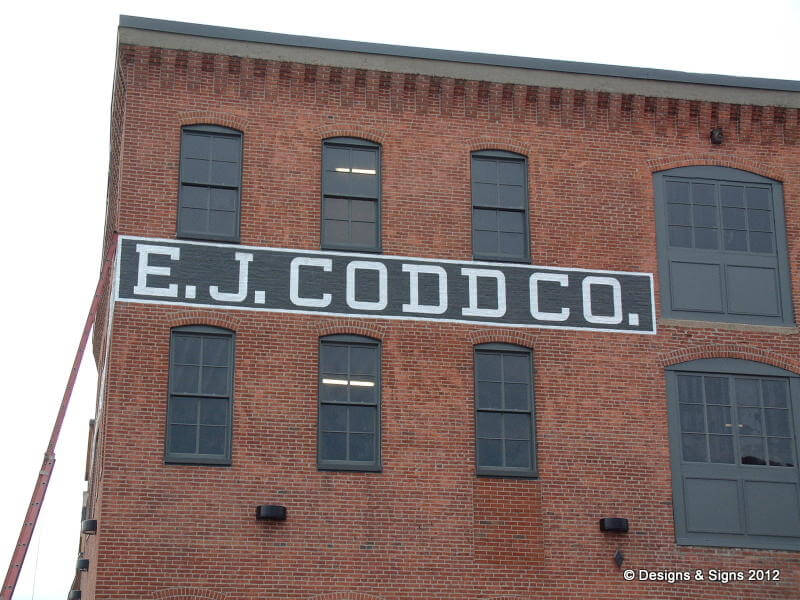 E.J. CODD CO.
© Designs & Signs 2012